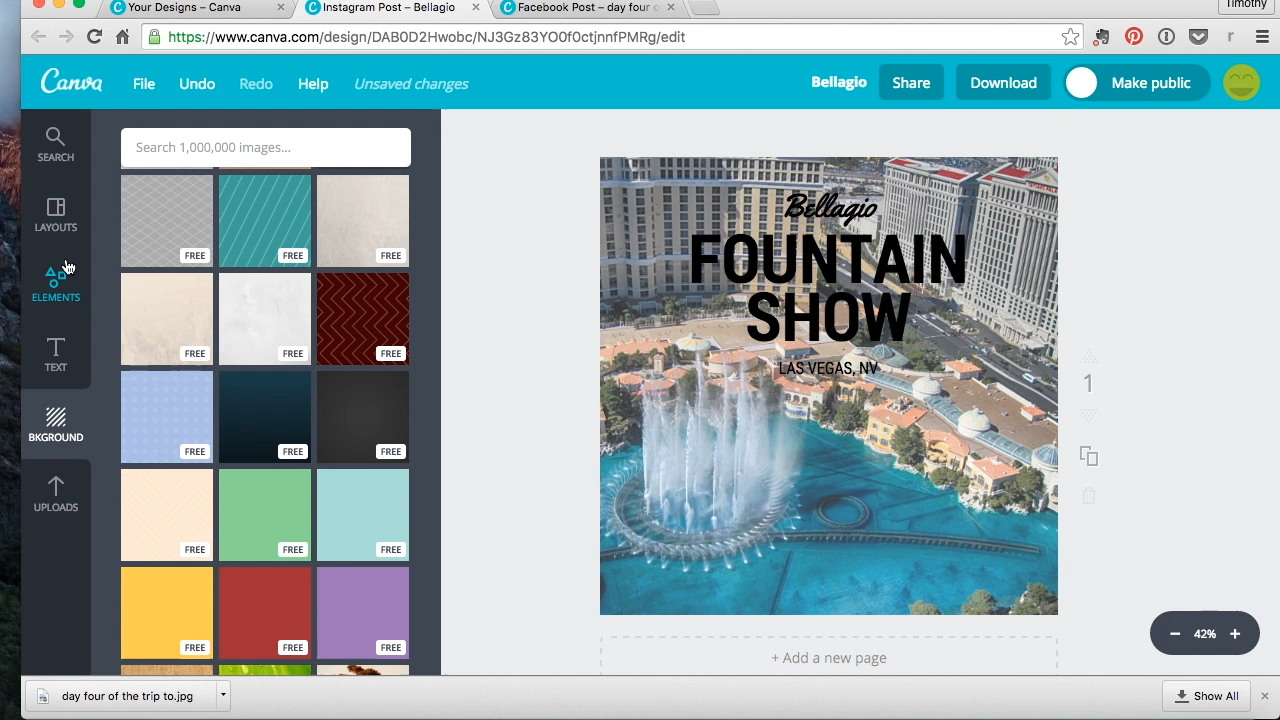 Your Designs – Canva
Instagram Post – Bellagio
Facebook Post – day four o
Timothy
https://www.canva.com/design/DAB0D2Hwobc/NJ3Gz83YO0f0ctjnnfPMRg/edit
Canva
File
Undo
Redo
Help
Unsaved changes
Bellagio
Share
Download
Make public
SEARCH
LAYOUTS
ELEMENTS
TEXT
BKGROUND
UPLOADS
Search 1,000,000 images...
FREE FREE FREE
FREE FREE FREE
FREE FREE FREE
FREE FREE FREE
FREE FREE FREE
Bellagio
FOUNTAIN
SHOW
LAS VEGAS, NV
1
+ Add a new page
− 42% +
day four of the trip to.jpg
Show All